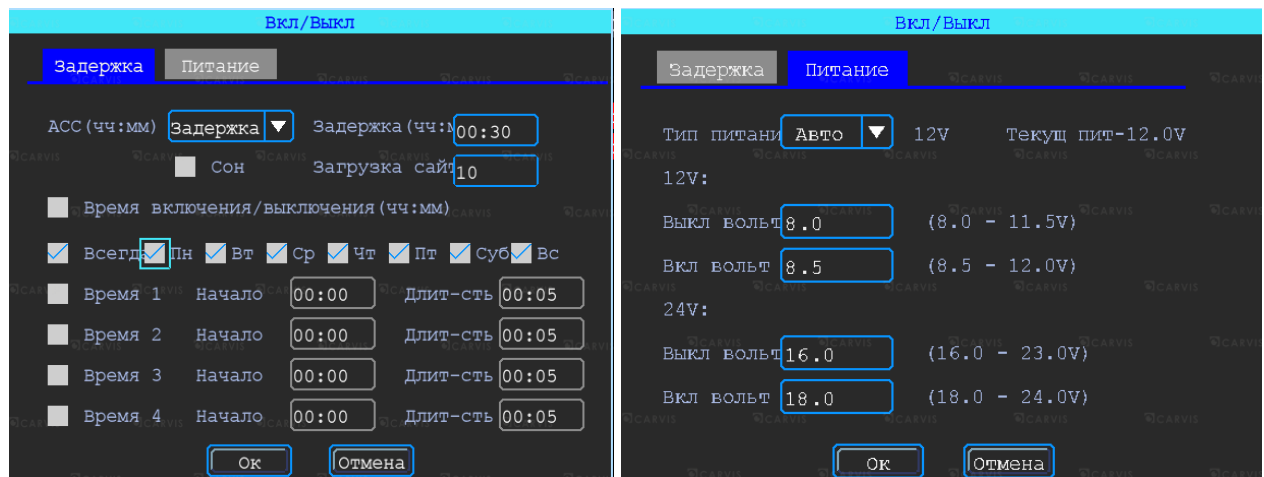 Вкл/Выкл
Задержка Питание
ACC(чч:мм) Задержка Задержка(чч:м 00:30
Сон Загрузка сайт 10
Время включения/выключения(чч:мм)
Всегда Пн Вт Ср Чт Пт Суб Вс
Время 1 Начало 00:00 Длит-сть 00:05
Время 2 Начало 00:00 Длит-сть 00:05
Время 3 Начало 00:00 Длит-сть 00:05
Время 4 Начало 00:00 Длит-сть 00:05
Ок Отмена
Вкл/Выкл
Задержка Питание
Тип питани Авто 12V Текущ пит-12.0V
12V:
Выкл вольт 8.0 (8.0 - 11.5V)
Вкл вольт 8.5 (8.5 - 12.0V)
24V:
Выкл вольт 16.0 (16.0 - 23.0V)
Вкл вольт 18.0 (18.0 - 24.0V)
Ок Отмена
CARVIS